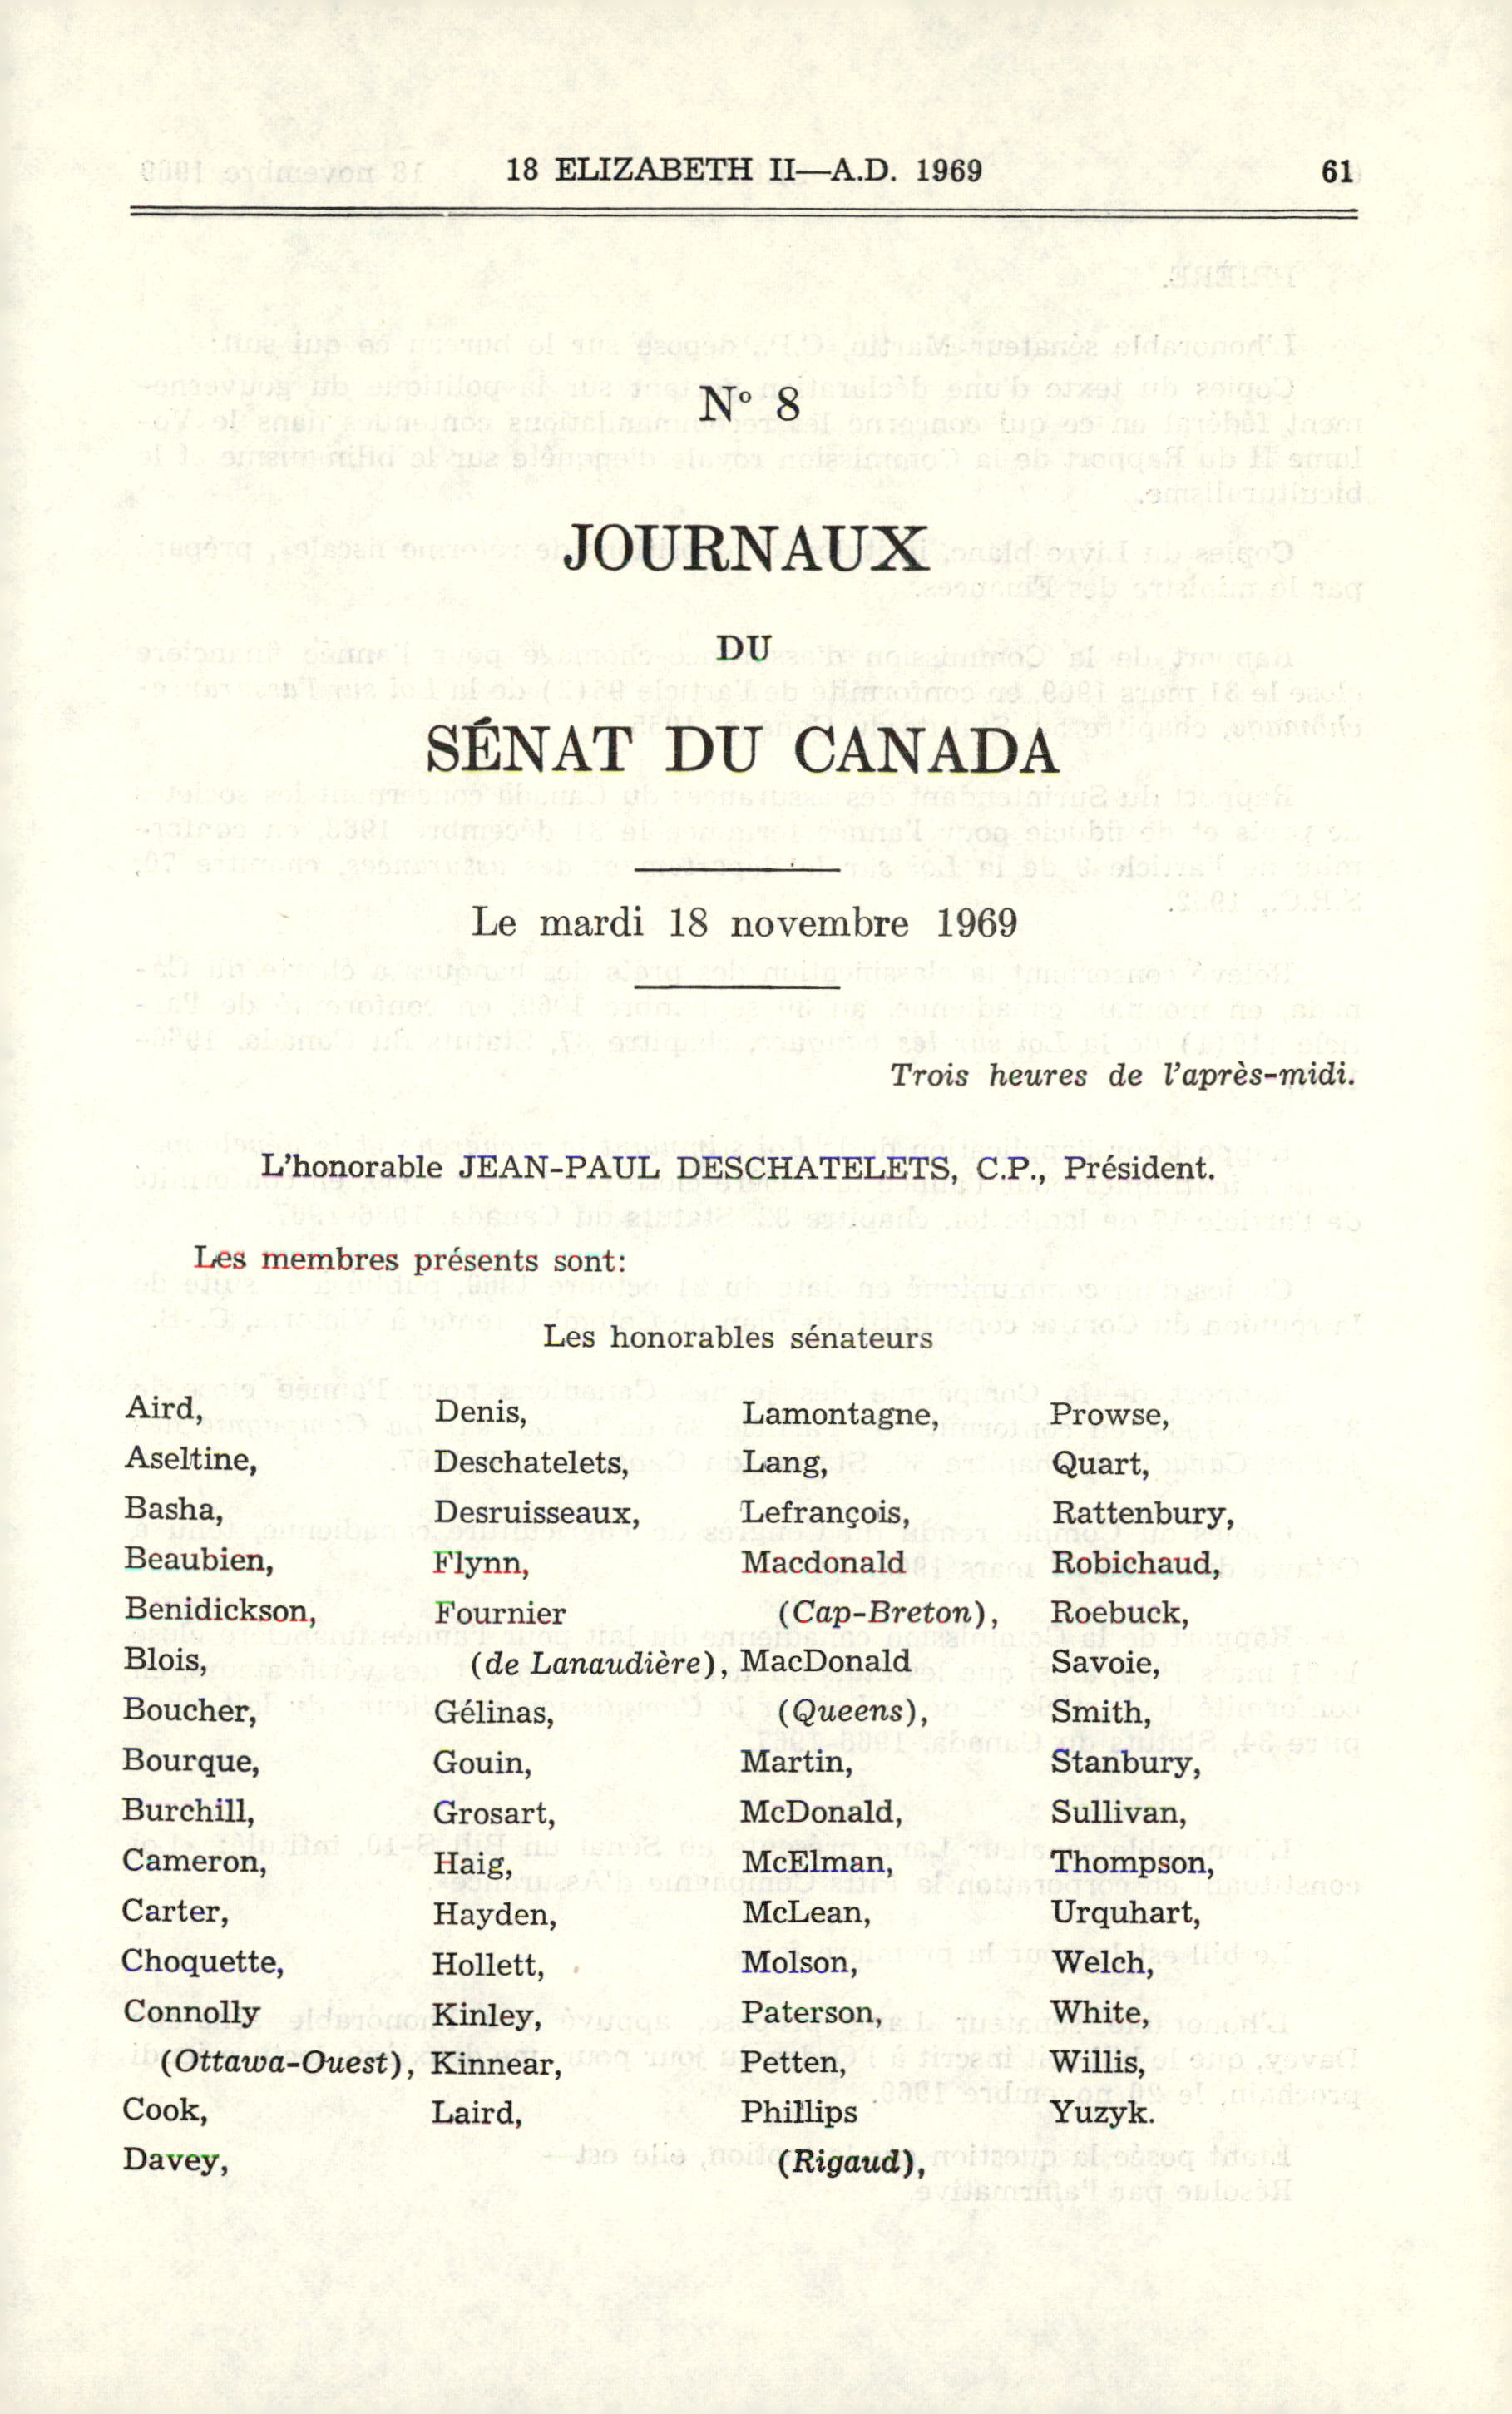 18 ELIZABETH II—A.D. 1969 61
Nº 8
JOURNAUX
DU
SÉNAT DU CANADA
Le mardi 18 novembre 1969
Trois heures de l'après-midi.
L'honorable JEAN-PAUL DESCHATELETS, C.P., Président.
Les membres présents sont:
Les honorables sénateurs
Aird,
Aseltine,
Basha,
Beaubien,
Benidickson,
Blois,
Boucher,
Bourque,
Burchill,
Cameron,
Carter,
Choquette,
Connolly
(Ottawa-Ouest),
Cook,
Davey,
Denis,
Deschatelets,
Desruisseaux,
Flynn,
Fournier
(de Lanaudière),
Gélinas,
Gouin,
Grosart,
Haig,
Hayden,
Hollett,
Kinley,
Kinnear,
Laird,
Lamontagne,
Lang,
Lefrançois,
Macdonald
(Cap-Breton),
MacDonald
(Queens),
Martin,
McDonald,
McElman,
McLean,
Molson,
Paterson,
Petten,
Phillips
(Rigaud),
Prowse,
Quart,
Rattenbury,
Robichaud,
Roebuck,
Savoie,
Smith,
Stanbury,
Sullivan,
Thompson,
Urquhart,
Welch,
White,
Willis,
Yuzyk.